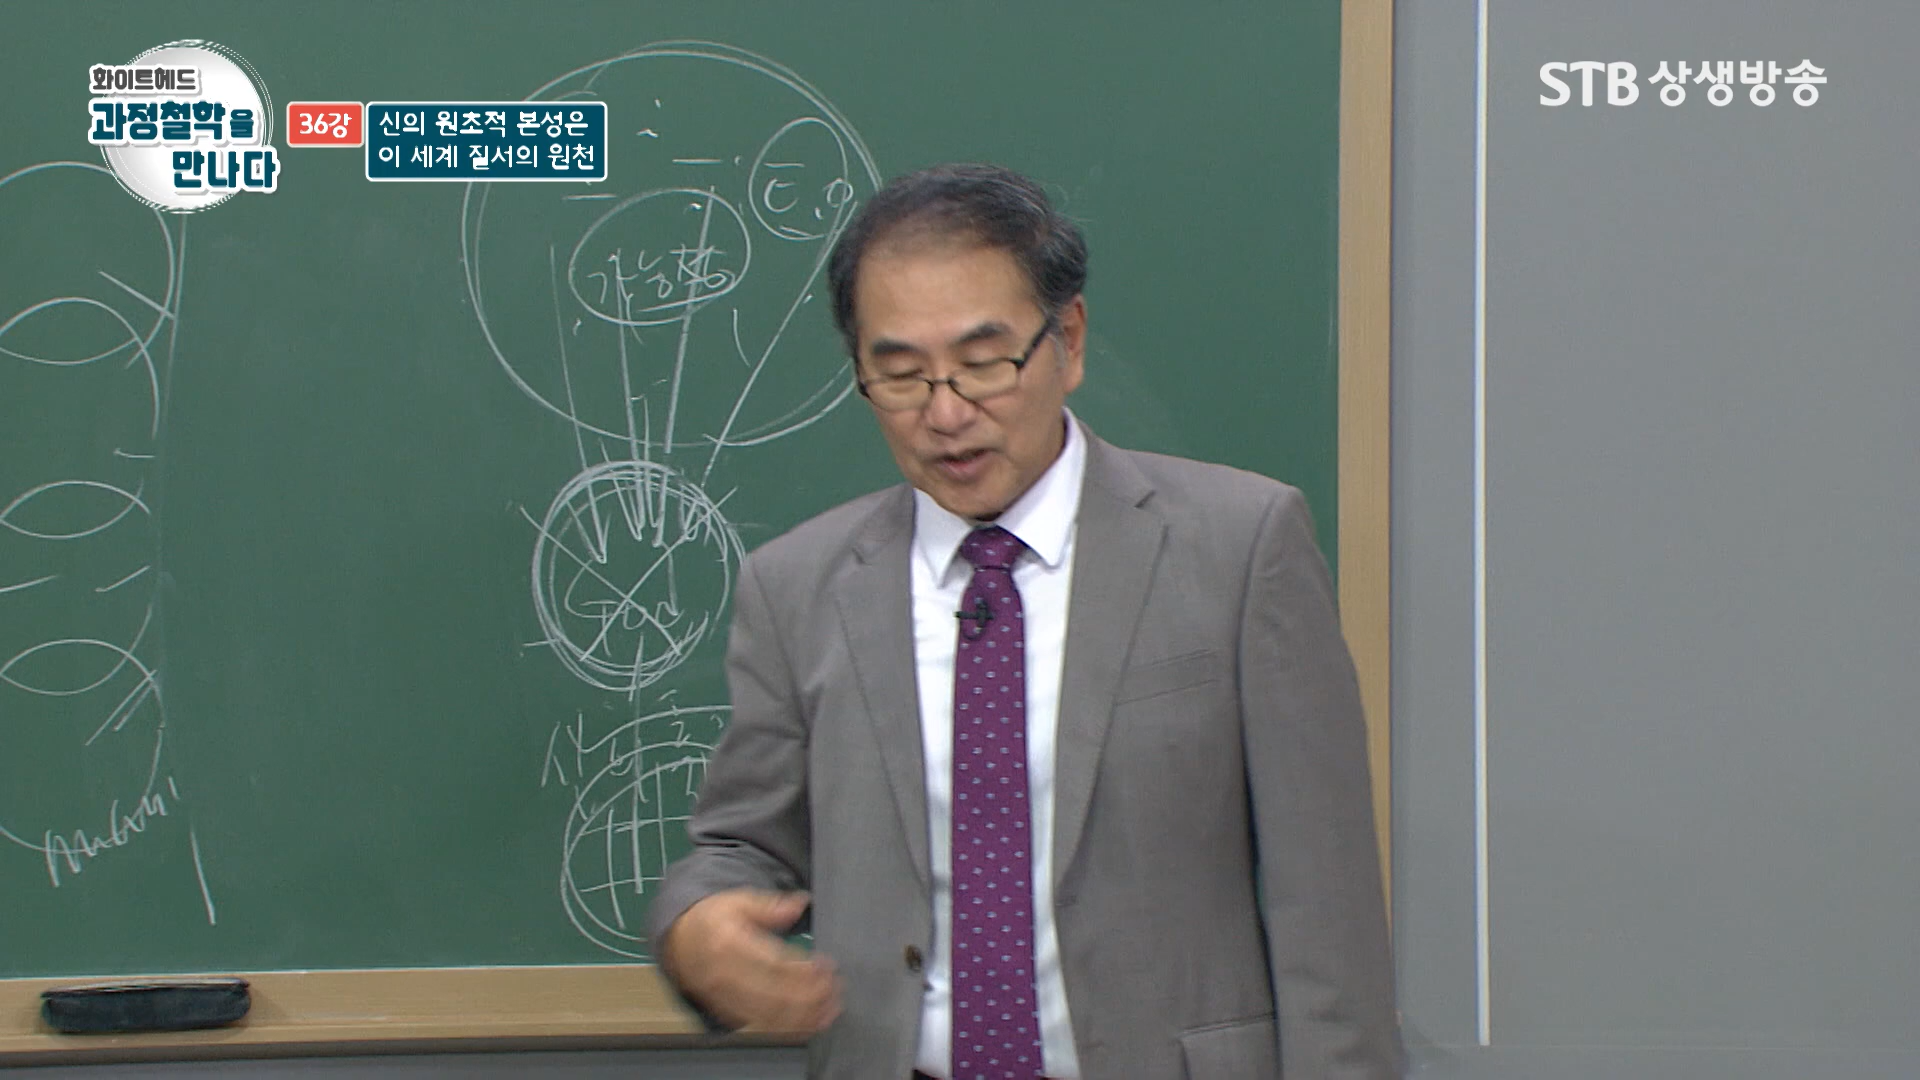 화이트헤드
과정철학을
만나다
36강
신의 원초적 본성은
이 세계 질서의 원천
STB 상생방송
가능성
E.O